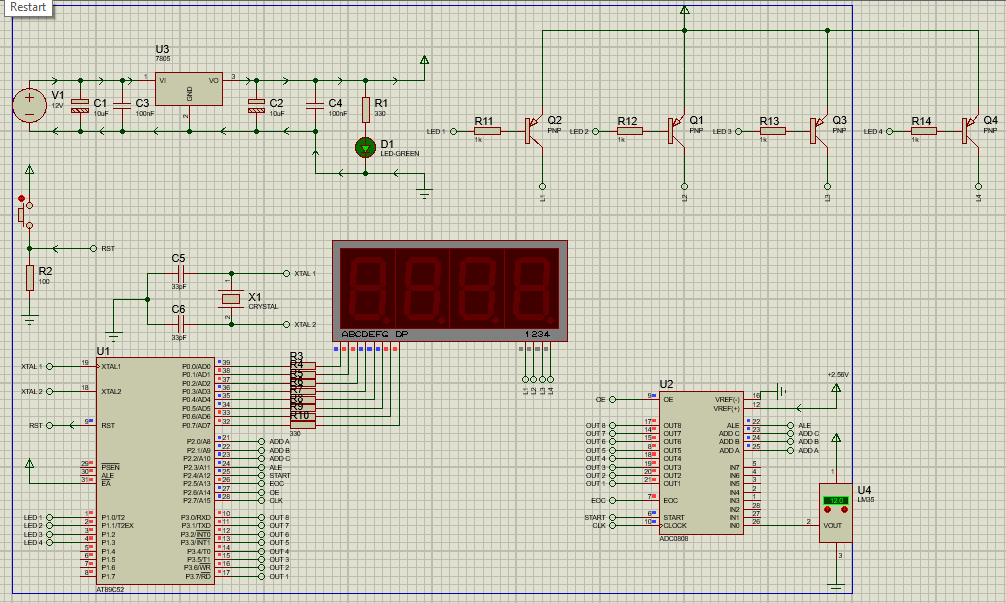 Restart
U3
7805
V1
12V
C1
10uF
C3
100nF
1
VI
VO
3
GND
2
C2
10uF
C4
100nF
R1
330
D1
LED-GREEN
LED 1
R11
1k
Q2
PNP
L1
LED 2
R12
1k
Q1
PNP
L2
LED 3
R13
1k
Q3
PNP
L3
LED 4
R14
1k
Q4
PNP
L4
RST
R2
100
C5
33pF
C6
33pF
1
X1
CRYSTAL
2
XTAL 1
XTAL 2
ABCDEFG DP
1234
L1
L2
L3
L4
U1
XTAL 1
19
XTAL1
XTAL 2
18
XTAL2
RST
9
RST
29
PSEN
30
ALE
31
EA
LED 1
1
P1.0/T2
LED 2
2
P1.1/T2EX
LED 3
3
P1.2
LED 4
4
P1.3
5
P1.4
6
P1.5
7
P1.6
8
P1.7
P0.0/AD0
39
P0.1/AD1
38
P0.2/AD2
37
P0.3/AD3
36
P0.4/AD4
35
P0.5/AD5
34
P0.6/AD6
33
P0.7/AD7
32
R3
R4
R5
R6
R7
R8
R9
R10
330
P2.0/A8
21
ADD A
P2.1/A9
22
ADD B
P2.2/A10
23
ADD C
P2.3/A11
24
ALE
P2.4/A12
25
START
P2.5/A13
26
EOC
P2.6/A14
27
OE
P2.7/A15
28
CLK
P3.0/RXD
10
OUT 8
P3.1/TXD
11
OUT 7
P3.2/INT0
12
OUT 6
P3.3/INT1
13
OUT 5
P3.4/T0
14
OUT 4
P3.5/T1
15
OUT 3
P3.6/WR
16
OUT 2
P3.7/RD
17
OUT 1
AT89C52
U2
OE
9
OE
OUT 8
17
OUT8
OUT 7
14
OUT7
OUT 6
15
OUT6
OUT 5
8
OUT5
OUT 4
18
OUT4
OUT 3
19
OUT3
OUT 2
20
OUT2
OUT 1
21
OUT1
EOC
7
EOC
START
6
START
CLK
10
CLOCK
ADC0808
VREF(-)
16
VREF(+)
12
+2.56V
ALE
22
ALE
ADD C
23
ADD C
ADD B
24
ADD B
ADD A
25
ADD A
IN7
5
IN6
4
IN5
3
IN4
2
IN3
1
IN2
28
IN1
27
IN0
26
1
U4
LM35
2
VOUT
3